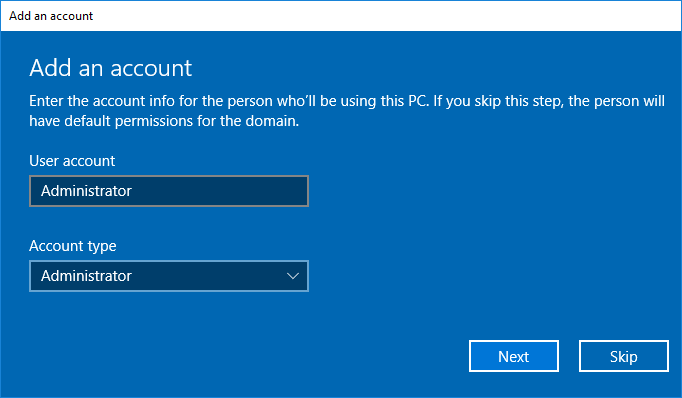 Add an account
Add an account
Enter the account info for the person who'll be using this PC. If you skip this step, the person will
have default permissions for the domain.
User account
Administrator
Account type
Administrator
Next
Skip